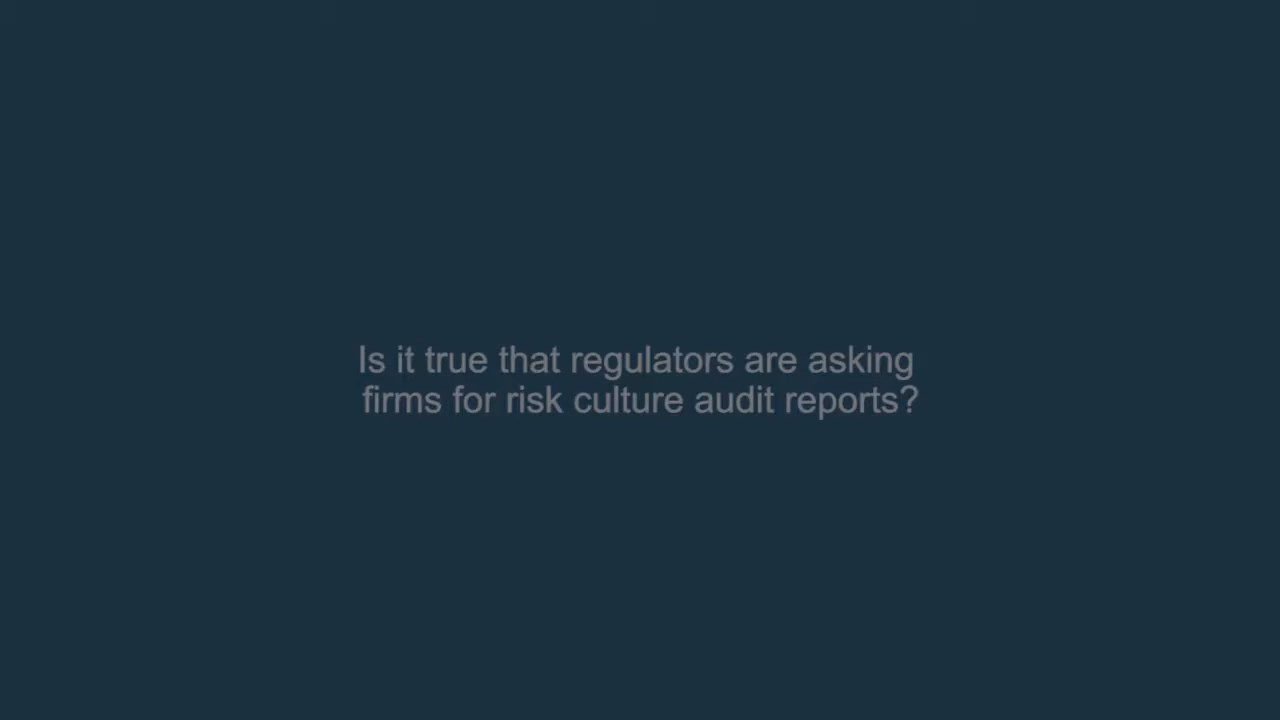 Is it true that regulators are asking
firms for risk culture audit reports?